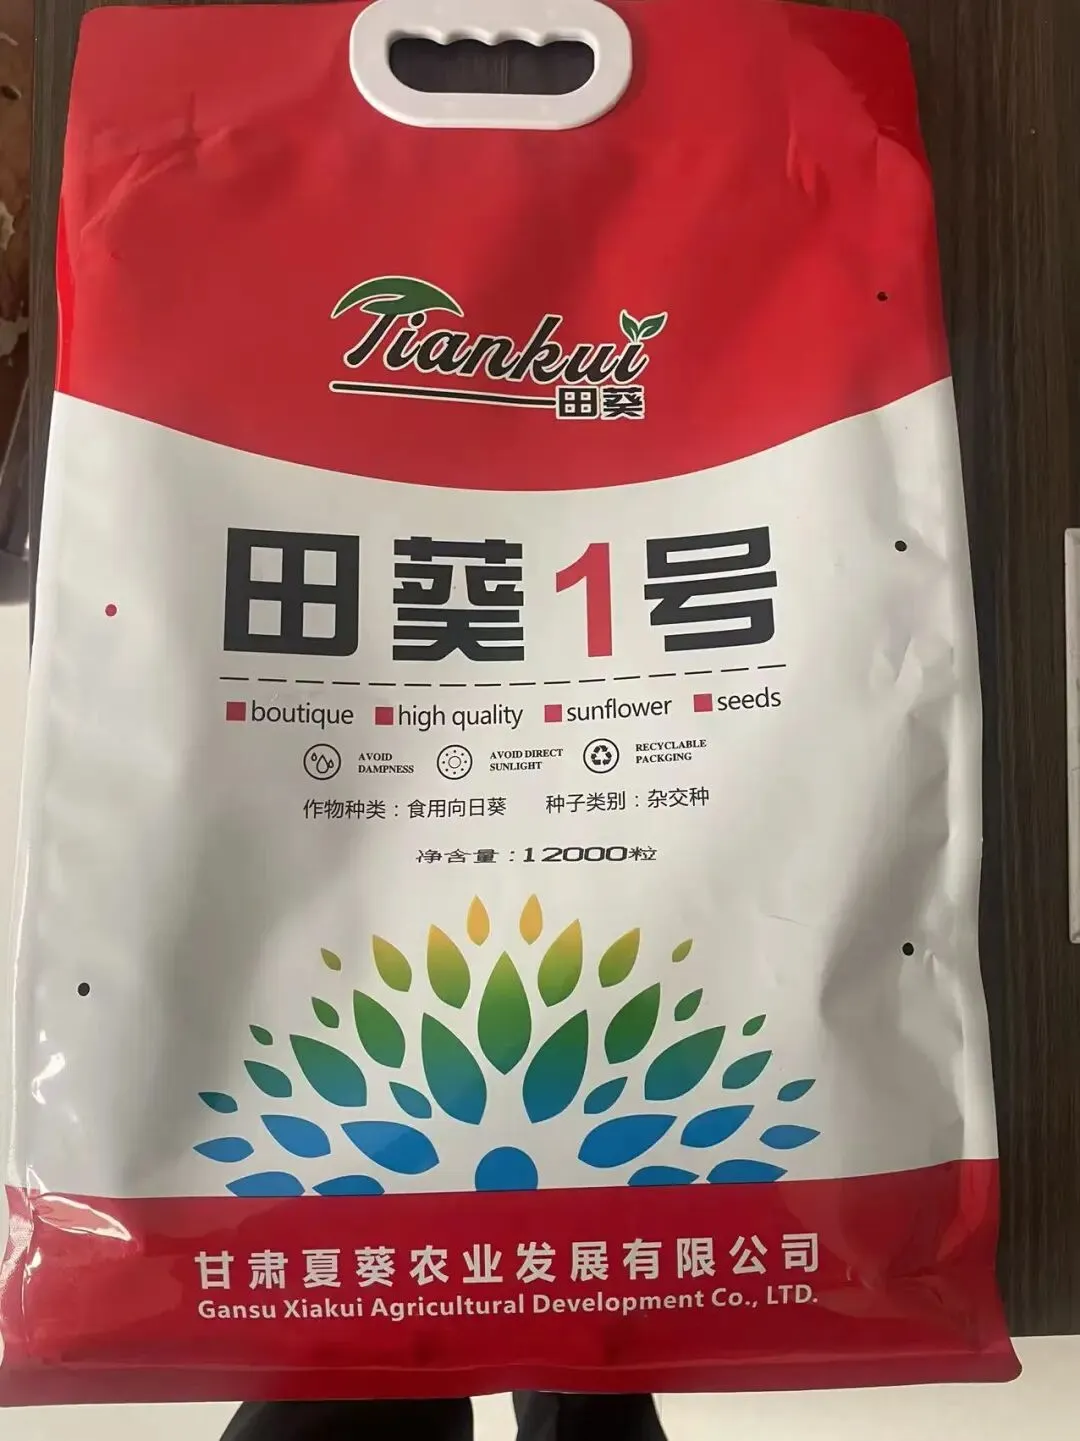 Tiankui
田葵
田葵1号
boutique high quality sunflower seeds
AVOID DAMPNESS AVOID DIRECT SUNLIGHT RECYCLABLE PACKGING
作物种类：食用向日葵 种子类别：杂交种
净含量：12000粒
甘肃夏葵农业发展有限公司
Gansu Xiakui Agricultural Development Co., LTD.